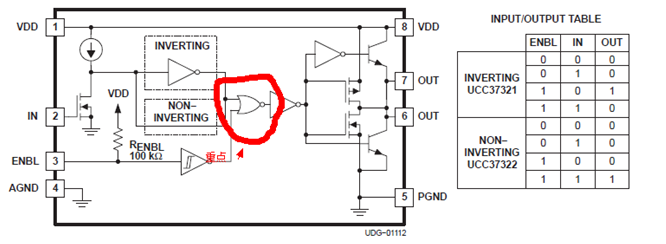 INPUT/OUTPUT TABLE
VDD 1
8 VDD
INVERTING
ENBL IN OUT
INVERTING UCC37321
0 0 0
0 1 0
1 0 1
1 1 0
NON–INVERTING UCC37322
0 0 0
0 1 0
1 0 0
1 1 1
VDD
NON–INVERTING
7 OUT
IN 2
6 OUT
RENBL
100 kΩ
ENBL 3
重点
AGND 4
5 PGND
UDG-01112